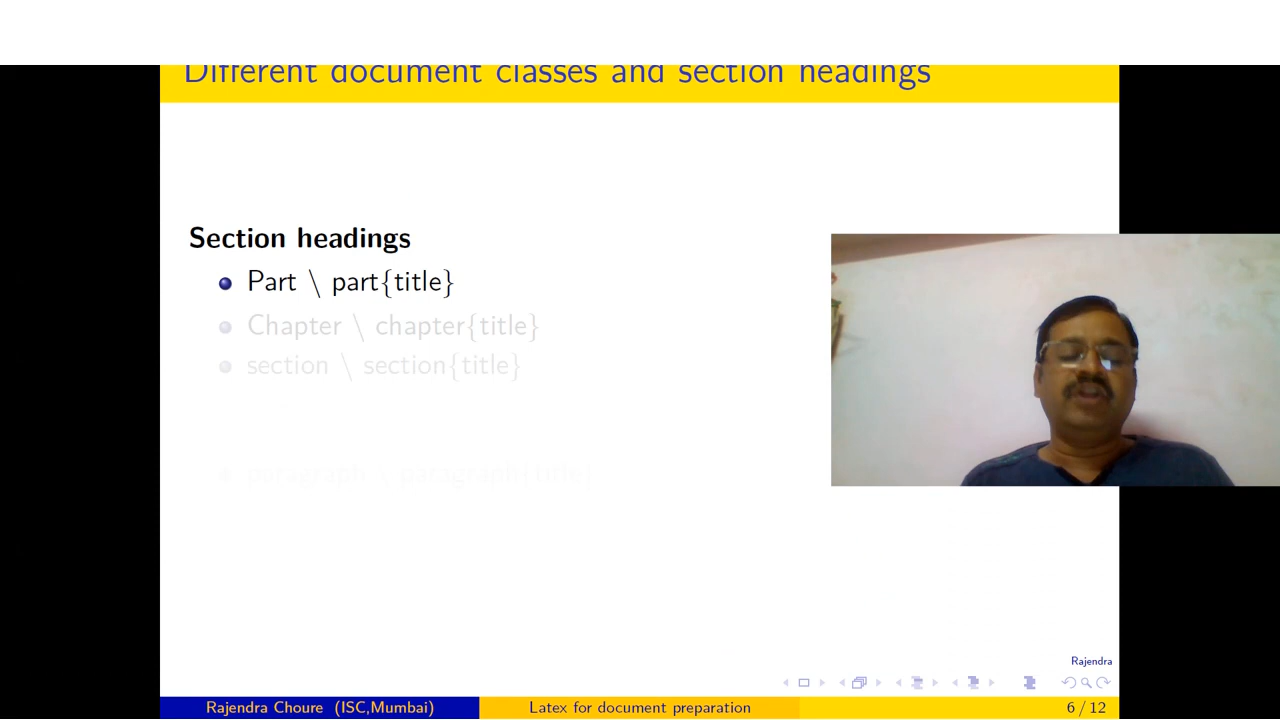 Different document classes and section headings
Section headings
Part \ part{title}
Chapter \ chapter{title}
section \ section{title}
paragraph \ paragraph{title}
Rajendra
Rajendra Choure (ISC,Mumbai)
Latex for document preparation
6 / 12